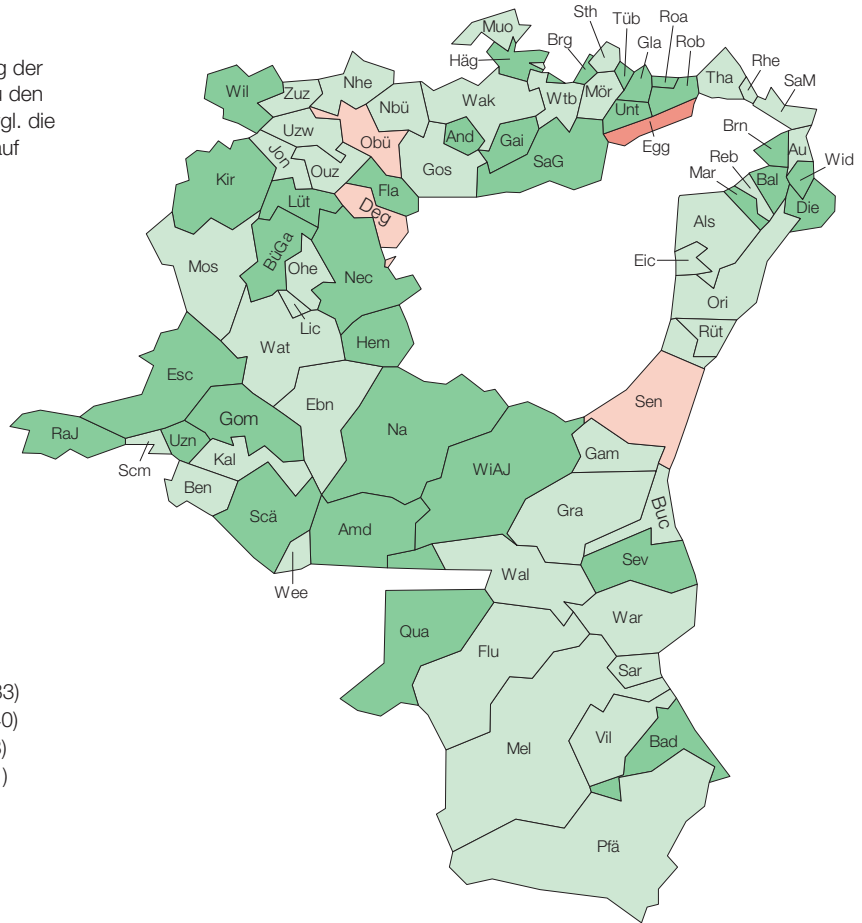 g der
u den
gl. die
auf
Muo
Sth
Tüb
Roa
Brg
Gla
Rob
Häg
Tha
Rhe
SaM
Wil
Zuz
Nhe
Nbü
Wak
Wtb
Mör
Unt
Egg
Uzw
Obü
And
Gai
SaG
Brn
Au
Wid
Jon
Ouz
Gos
Reb
Bal
Mar
Kir
Lüt
Fla
Deg
Die
Als
Mos
BüGa
Ohe
Nec
Eic
Ori
Lic
Wat
Hem
Rüt
Esc
Ebn
Na
Sen
Gom
RaJ
Uzn
Scm
Kal
Gam
Ben
WiAJ
Scä
Amd
Gra
Buc
Sev
Wee
Wal
Qua
War
Flu
Sar
33)
40)
)
)
Mel
Vil
Bad
Pfä